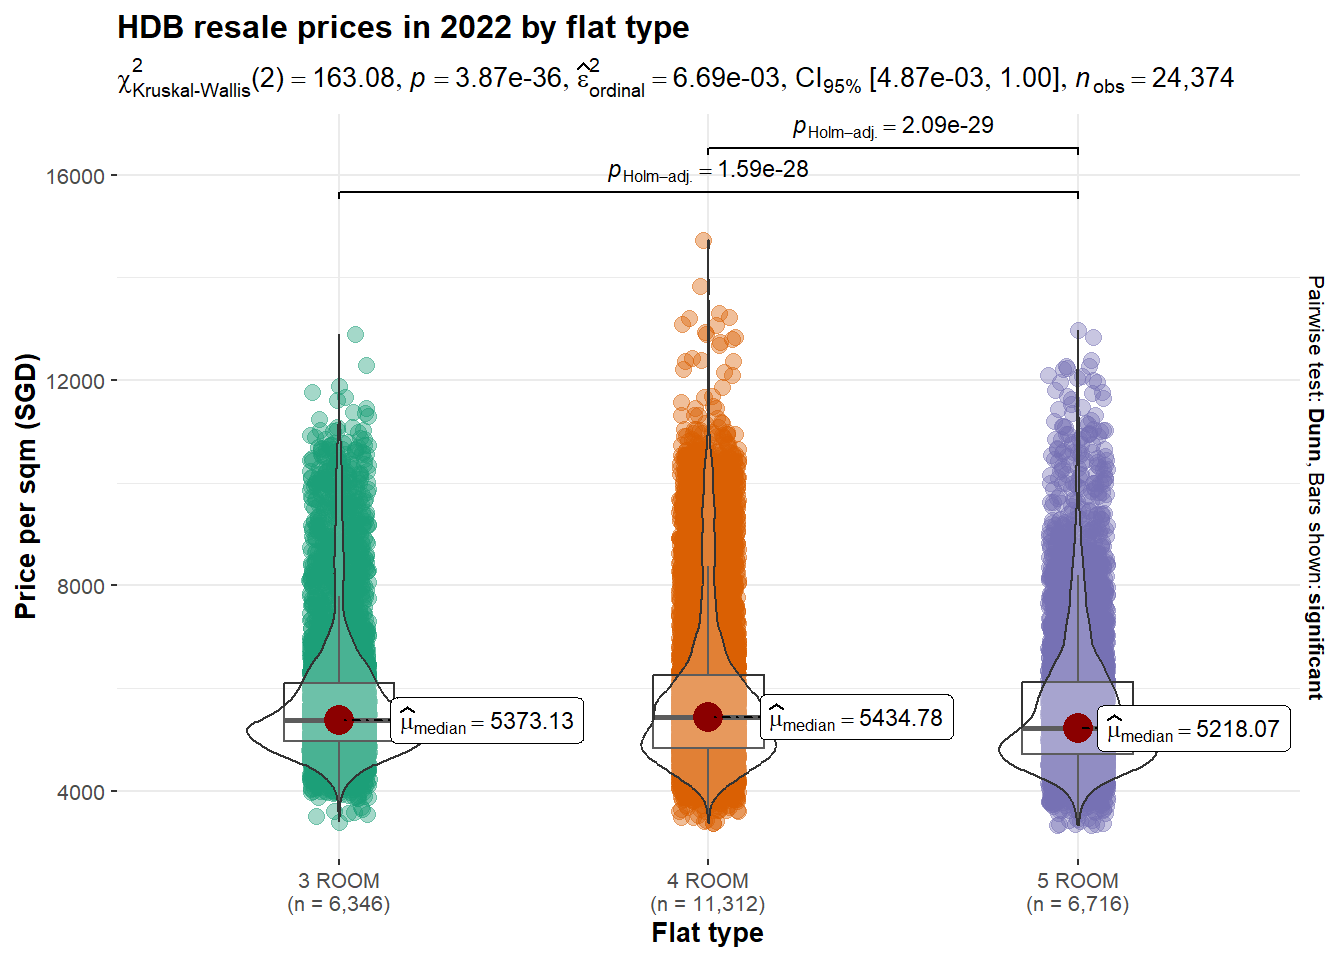 HDB resale prices in 2022 by flat type
χ²Kruskal-Wallis(2) = 163.08, p = 3.87e-36, ε̂²ordinal = 6.69e-03, CI95% [4.87e-03, 1.00], nobs = 24,374
pHolm–adj. = 2.09e-29
pHolm–adj. = 1.59e-28
16000
12000
8000
4000
Price per sqm (SGD)
μ̂median = 5373.13
μ̂median = 5434.78
μ̂median = 5218.07
Pairwise test: Dunn, Bars shown: significant
3 ROOM
(n = 6,346)
4 ROOM
(n = 11,312)
5 ROOM
(n = 6,716)
Flat type